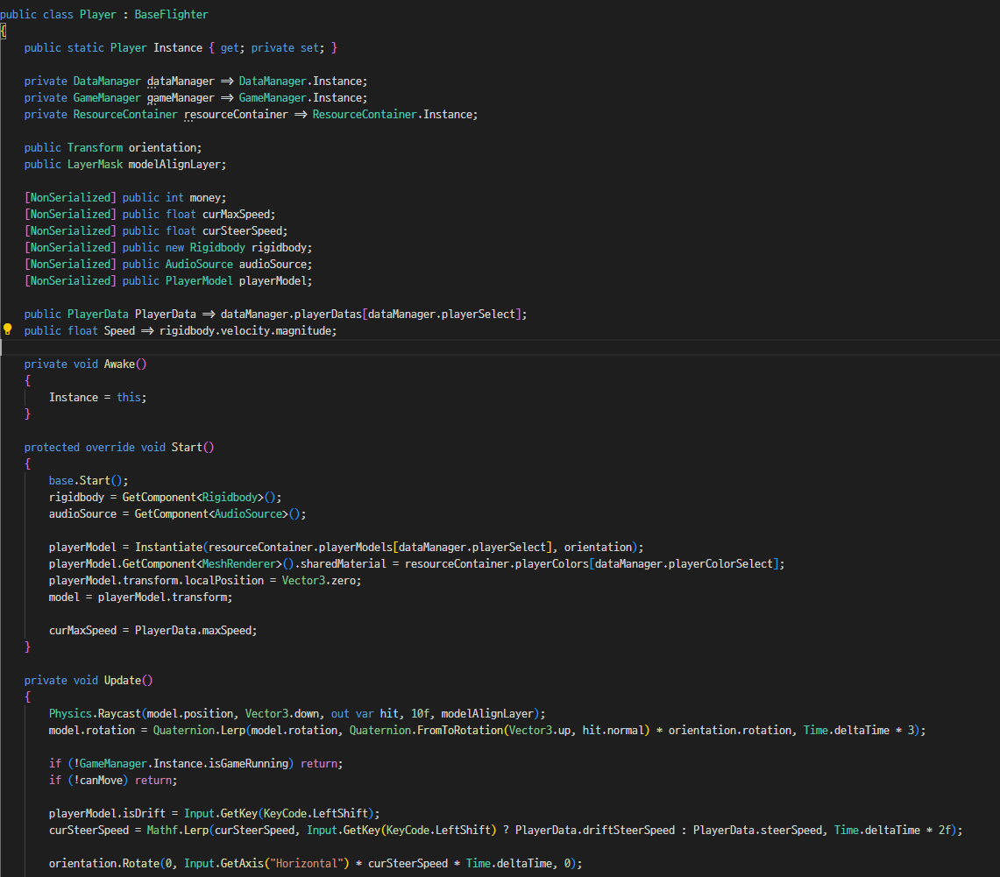 public class Player : BaseFlighter
{
public static Player Instance { get; private set; }
private DataManager dataManager => DataManager.Instance;
private GameManager gameManager => GameManager.Instance;
private ResourceContainer resourceContainer => ResourceContainer.Instance;
public Transform orientation;
public LayerMask modelAlignLayer;
[NonSerialized] public int money;
[NonSerialized] public float curMaxSpeed;
[NonSerialized] public float curSteerSpeed;
[NonSerialized] public new Rigidbody rigidbody;
[NonSerialized] public AudioSource audioSource;
[NonSerialized] public PlayerModel playerModel;
public PlayerData PlayerData => dataManager.playerDatas[dataManager.playerSelect];
public float Speed => rigidbody.velocity.magnitude;
private void Awake()
{
Instance = this;
}
protected override void Start()
{
base.Start();
rigidbody = GetComponent<Rigidbody>();
audioSource = GetComponent<AudioSource>();
playerModel = Instantiate(resourceContainer.playerModels[dataManager.playerSelect], orientation);
playerModel.GetComponent<MeshRenderer>().sharedMaterial = resourceContainer.playerColors[dataManager.playerColorSelect];
playerModel.transform.localPosition = Vector3.zero;
model = playerModel.transform;
curMaxSpeed = PlayerData.maxSpeed;
}
private void Update()
{
Physics.Raycast(model.position, Vector3.down, out var hit, 10f, modelAlignLayer);
model.rotation = Quaternion.Lerp(model.rotation, Quaternion.FromToRotation(Vector3.up, hit.normal) * orientation.rotation, Time.deltaTime * 3);
if (!GameManager.Instance.isGameRunning) return;
if (!canMove) return;
playerModel.isDrift = Input.GetKey(KeyCode.LeftShift);
curSteerSpeed = Mathf.Lerp(curSteerSpeed, Input.GetKey(KeyCode.LeftShift) ? PlayerData.driftSteerSpeed : PlayerData.steerSpeed, Time.deltaTime * 2f);
orientation.Rotate(0, Input.GetAxis("Horizontal") * curSteerSpeed * Time.deltaTime, 0);